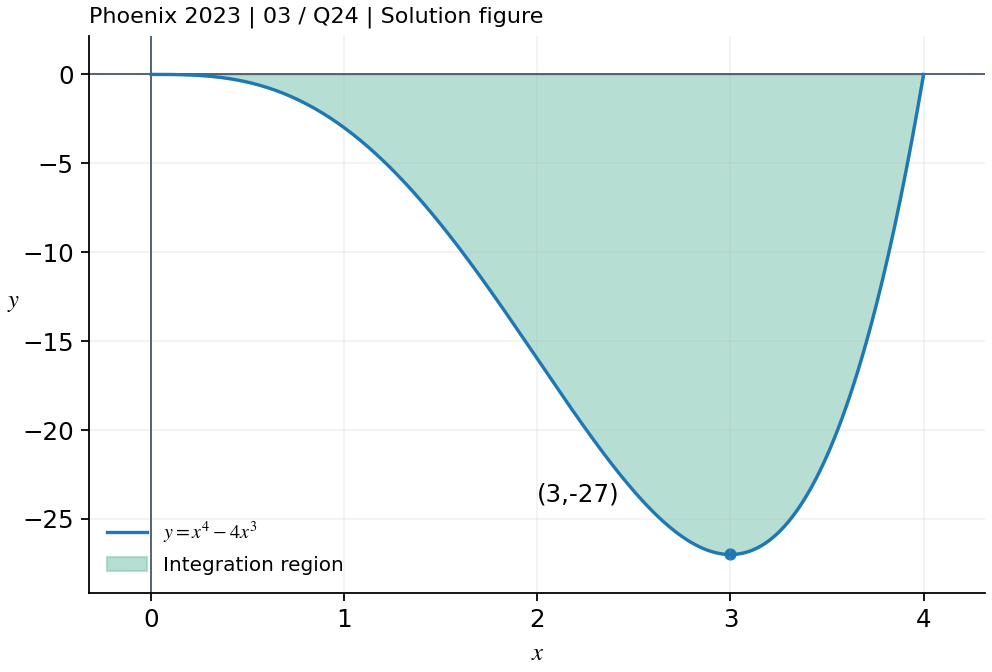 Phoenix 2023 | 03 / Q24 | Solution figure
0
−5
−10
−15
−20
−25
y
(3,-27)
y = x⁴ − 4x³
Integration region
0 1 2 3 4
x